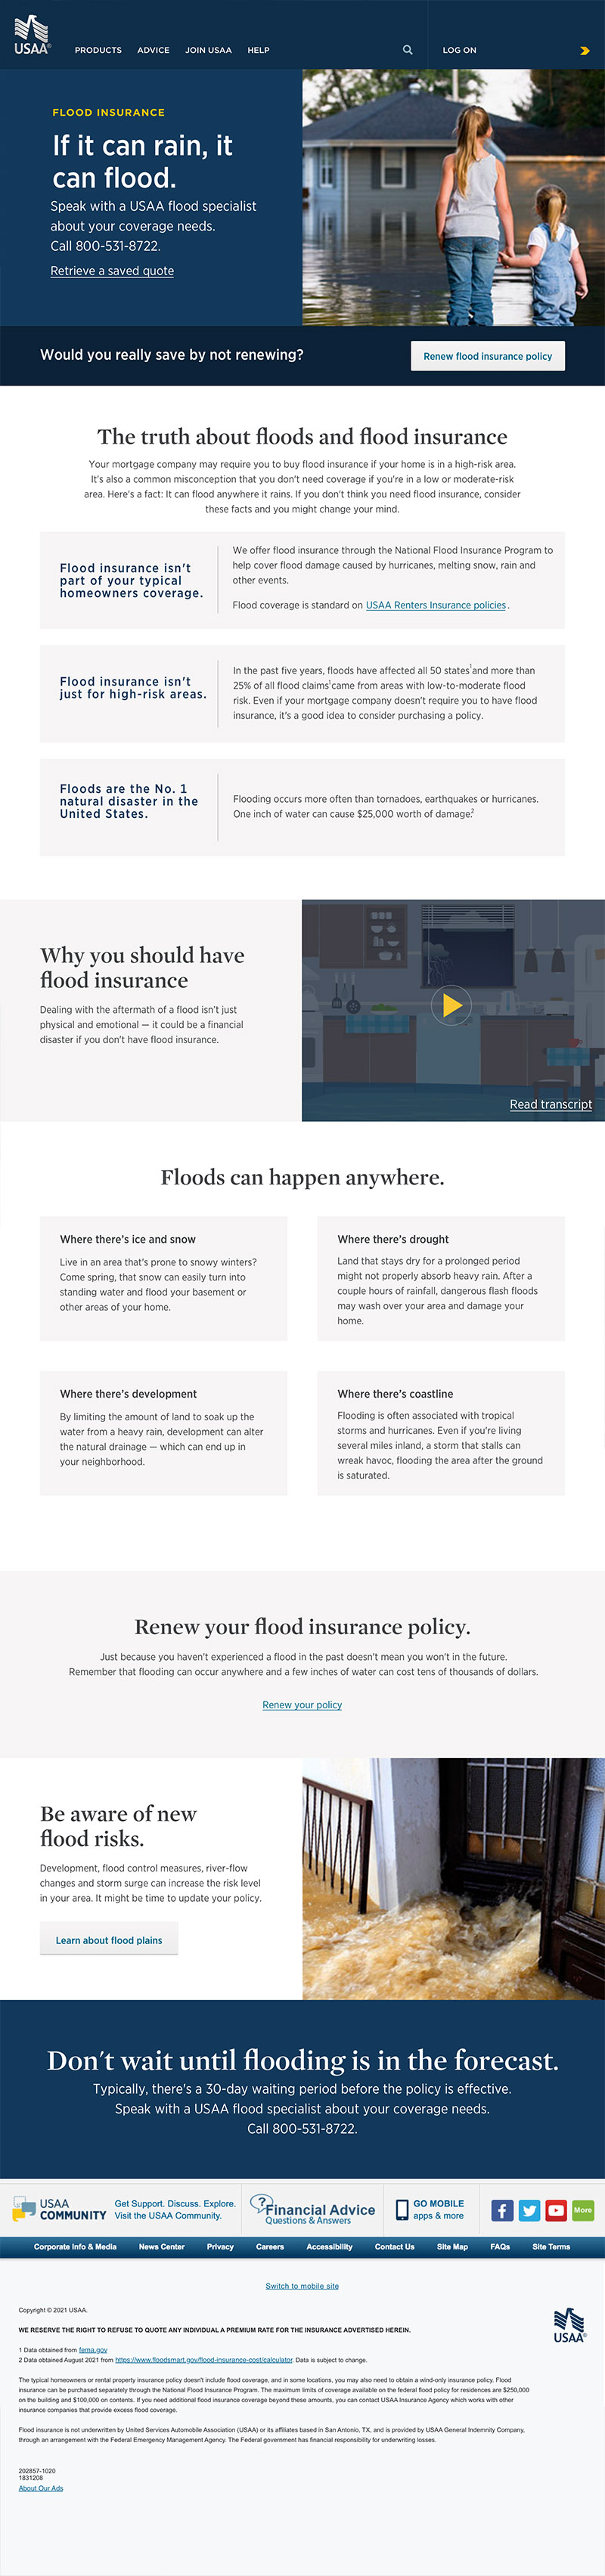 USAA®
PRODUCTS ADVICE JOIN USAA HELP LOG ON
FLOOD INSURANCE
If it can rain, it
can flood.
Speak with a USAA flood specialist
about your coverage needs.
Call 800-531-8722.
Retrieve a saved quote
Would you really save by not renewing?
Renew flood insurance policy
The truth about floods and flood insurance
Your mortgage company may require you to buy flood insurance if your home is in a high-risk area.
It's also a common misconception that you don't need coverage if you're in a low or moderate-risk
area. Here's a fact: It can flood anywhere it rains. If you don't think you need flood insurance, consider
these facts and you might change your mind.
Flood insurance isn't
part of your typical
homeowners coverage.
We offer flood insurance through the National Flood Insurance Program to
help cover flood damage caused by hurricanes, melting snow, rain and
other events.
Flood coverage is standard on USAA Renters Insurance policies.
Flood insurance isn't
just for high-risk areas.
In the past five years, floods have affected all 50 states¹ and more than
25% of all flood claims¹ came from areas with low-to-moderate flood
risk. Even if your mortgage company doesn't require you to have flood
insurance, it's a good idea to consider purchasing a policy.
Floods are the No. 1
natural disaster in the
United States.
Flooding occurs more often than tornadoes, earthquakes or hurricanes.
One inch of water can cause $25,000 worth of damage.²
Why you should have
flood insurance
Dealing with the aftermath of a flood isn't just
physical and emotional — it could be a financial
disaster if you don't have flood insurance.
Read transcript
Floods can happen anywhere.
Where there's ice and snow
Live in an area that's prone to snowy winters?
Come spring, that snow can easily turn into
standing water and flood your basement or
other areas of your home.
Where there's drought
Land that stays dry for a prolonged period
might not properly absorb heavy rain. After a
couple hours of rainfall, dangerous flash floods
may wash over your area and damage your
home.
Where there's development
By limiting the amount of land to soak up the
water from a heavy rain, development can alter
the natural drainage — which can end up in
your neighborhood.
Where there's coastline
Flooding is often associated with tropical
storms and hurricanes. Even if you're living
several miles inland, a storm that stalls can
wreak havoc, flooding the area after the ground
is saturated.
Renew your flood insurance policy.
Just because you haven't experienced a flood in the past doesn't mean you won't in the future.
Remember that flooding can occur anywhere and a few inches of water can cost tens of thousands of dollars.
Renew your policy
Be aware of new
flood risks.
Development, flood control measures, river-flow
changes and storm surge can increase the risk level
in your area. It might be time to update your policy.
Learn about flood plains
Don't wait until flooding is in the forecast.
Typically, there's a 30-day waiting period before the policy is effective.
Speak with a USAA flood specialist about your coverage needs.
Call 800-531-8722.
USAA
COMMUNITY
Get Support. Discuss. Explore.
Visit the USAA Community.
?
Financial Advice
Questions & Answers
GO MOBILE
apps & more
More
Corporate Info & Media News Center Privacy Careers Accessibility Contact Us Site Map FAQs Site Terms
Switch to mobile site
Copyright © 2021 USAA.
USAA®
WE RESERVE THE RIGHT TO REFUSE TO QUOTE ANY INDIVIDUAL A PREMIUM RATE FOR THE INSURANCE ADVERTISED HEREIN.
1 Data obtained from fema.gov
2 Data obtained August 2021 from https://www.floodsmart.gov/flood-insurance-cost/calculator. Data is subject to change.
The typical homeowners or rental property insurance policy doesn't include flood coverage, and in some locations, you may also need to obtain a wind-only insurance policy. Flood
insurance can be purchased separately through the National Flood Insurance Program. The maximum limits of coverage available on the federal flood policy for residences are $250,000
on the building and $100,000 on contents. If you need additional flood insurance coverage beyond these amounts, you can contact USAA Insurance Agency which works with other
insurance companies that provide excess flood coverage.
Flood insurance is not underwritten by United Services Automobile Association (USAA) or its affiliates based in San Antonio, TX, and is provided by USAA General Indemnity Company,
through an arrangement with the Federal Emergency Management Agency. The Federal government has financial responsibility for underwriting losses.
202857-1020
1831208
About Our Ads